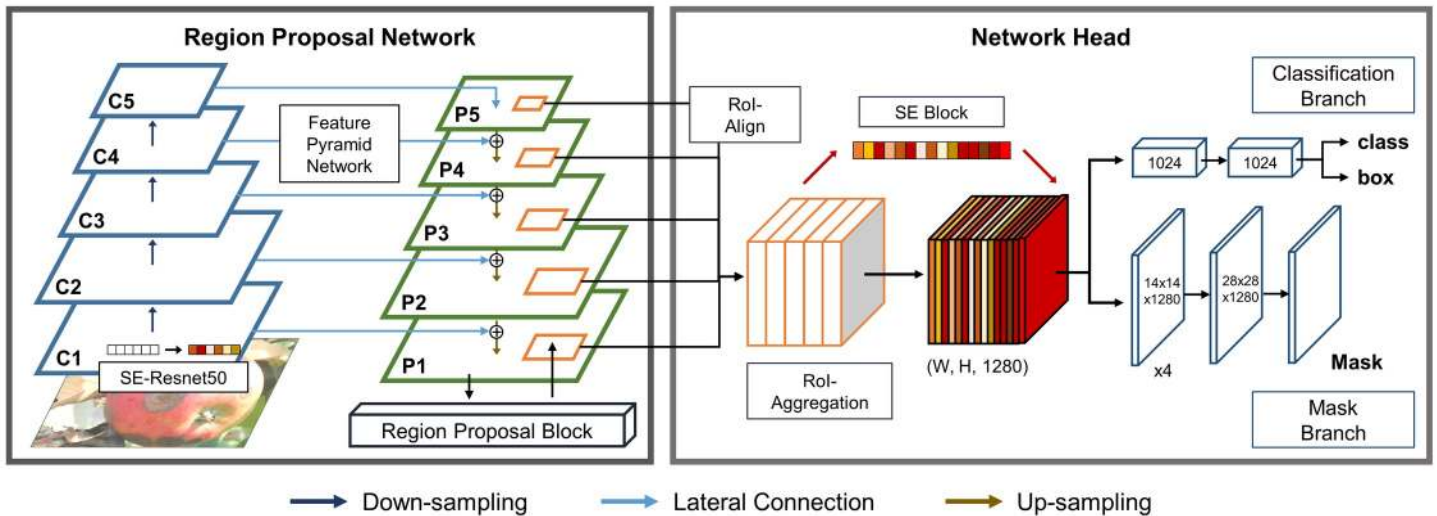 Region Proposal Network
C5
C4
C3
C2
C1
SE-Resnet50
Feature
Pyramid
Network
P5
P4
P3
P2
P1
Region Proposal Block
Network Head
RoI-
Align
RoI-
Aggregation
SE Block
(W, H, 1280)
Classification
Branch
1024
1024
class
box
14x14
x1280
28x28
x1280
x4
Mask
Mask
Branch
Down-sampling
Lateral Connection
Up-sampling